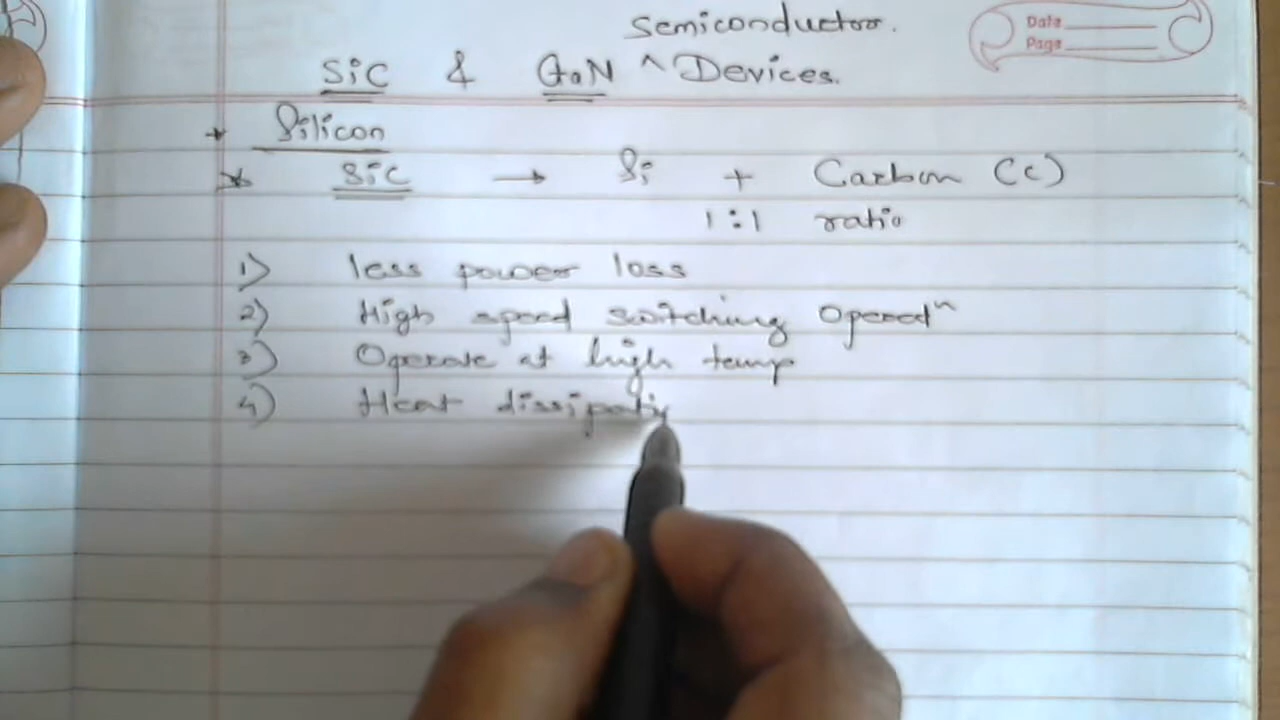 Date
Page
semiconductor.
SiC & GaN ^ Devices.
* Silicon
* SiC → Si + Carbon (C)
1:1 ratio
1) less power loss
2) High speed switching Operatⁿ
3) Operate at high temp
4) Heat dissipati